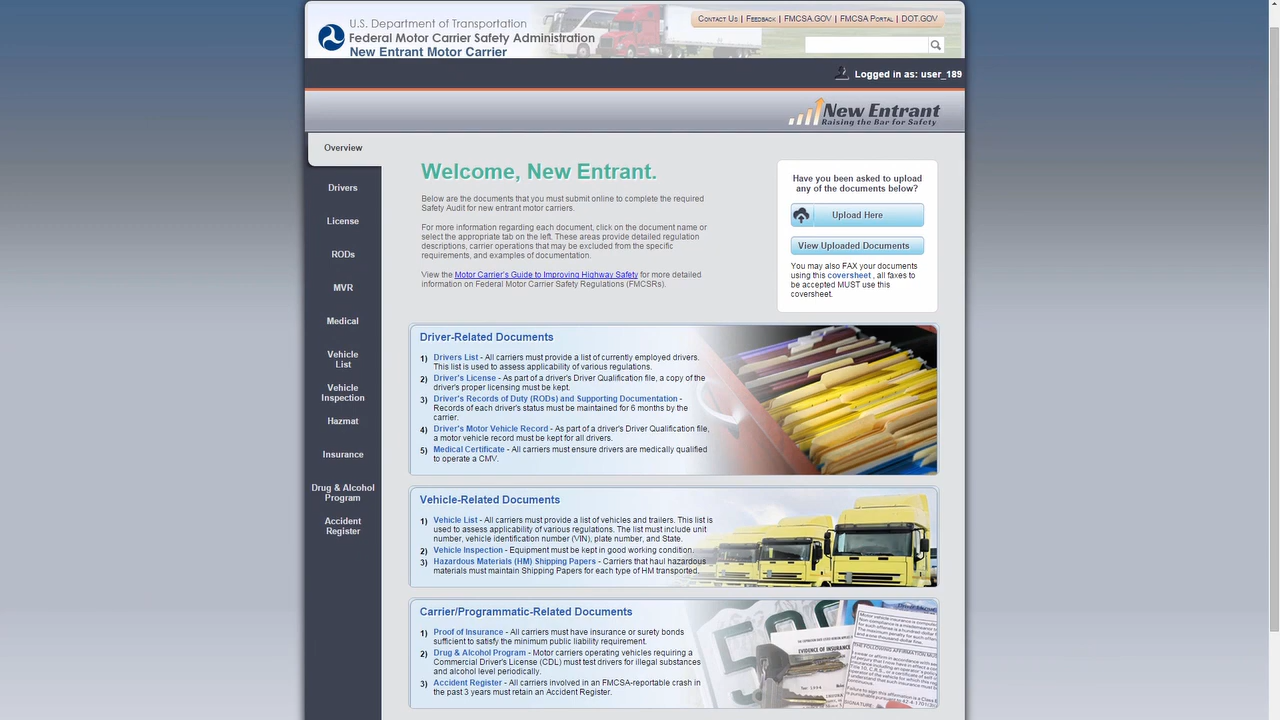 U.S. Department of Transportation
Federal Motor Carrier Safety Administration
New Entrant Motor Carrier
Contact Us | Feedback | FMCSA.GOV | FMCSA Portal | DOT.GOV
Logged in as: user_189
New Entrant
Raising the Bar for Safety
Overview
Drivers
License
RODs
MVR
Medical
Vehicle
List
Vehicle
Inspection
Hazmat
Insurance
Drug & Alcohol
Program
Accident
Register
Welcome, New Entrant.
Below are the documents that you must submit online to complete the required
Safety Audit for new entrant motor carriers.
For more information regarding each document, click on the document name or
select the appropriate tab on the left. These areas provide detailed regulation
descriptions, carrier operations that may be excluded from the specific
requirements, and examples of documentation.
View the Motor Carrier's Guide to Improving Highway Safety for more detailed
information on Federal Motor Carrier Safety Regulations (FMCSRs).
Have you been asked to upload
any of the documents below?
Upload Here
View Uploaded Documents
You may also FAX your documents
using this coversheet , all faxes to
be accepted MUST use this
coversheet.
Driver-Related Documents
1) Drivers List - All carriers must provide a list of currently employed drivers.
This list is used to assess applicability of various regulations.
2) Driver's License - As part of a driver's Driver Qualification file, a copy of the
driver's proper licensing must be kept.
3) Driver's Records of Duty (RODs) and Supporting Documentation -
Records of each driver's status must be maintained for 6 months by the
carrier.
4) Driver's Motor Vehicle Record - As part of a driver's Driver Qualification file,
a motor vehicle record must be kept for all drivers.
5) Medical Certificate - All carriers must ensure drivers are medically qualified
to operate a CMV.
Vehicle-Related Documents
1) Vehicle List - All carriers must provide a list of vehicles and trailers. This list is
used to assess applicability of various regulations. The list must include unit
number, vehicle identification number (VIN), plate number, and State.
2) Vehicle Inspection - Equipment must be kept in good working condition.
3) Hazardous Materials (HM) Shipping Papers - Carriers that haul hazardous
materials must maintain Shipping Papers for each type of HM transported.
Carrier/Programmatic-Related Documents
1) Proof of Insurance - All carriers must have insurance or surety bonds
sufficient to satisfy the minimum public liability requirement.
2) Drug & Alcohol Program - Motor carriers operating vehicles requiring a
Commercial Driver's License (CDL) must test drivers for illegal substances
and alcohol level periodically.
3) Accident Register - All carriers involved in an FMCSA-reportable crash in
the past 3 years must retain an Accident Register.
EVIDENCE OF INSURANCE